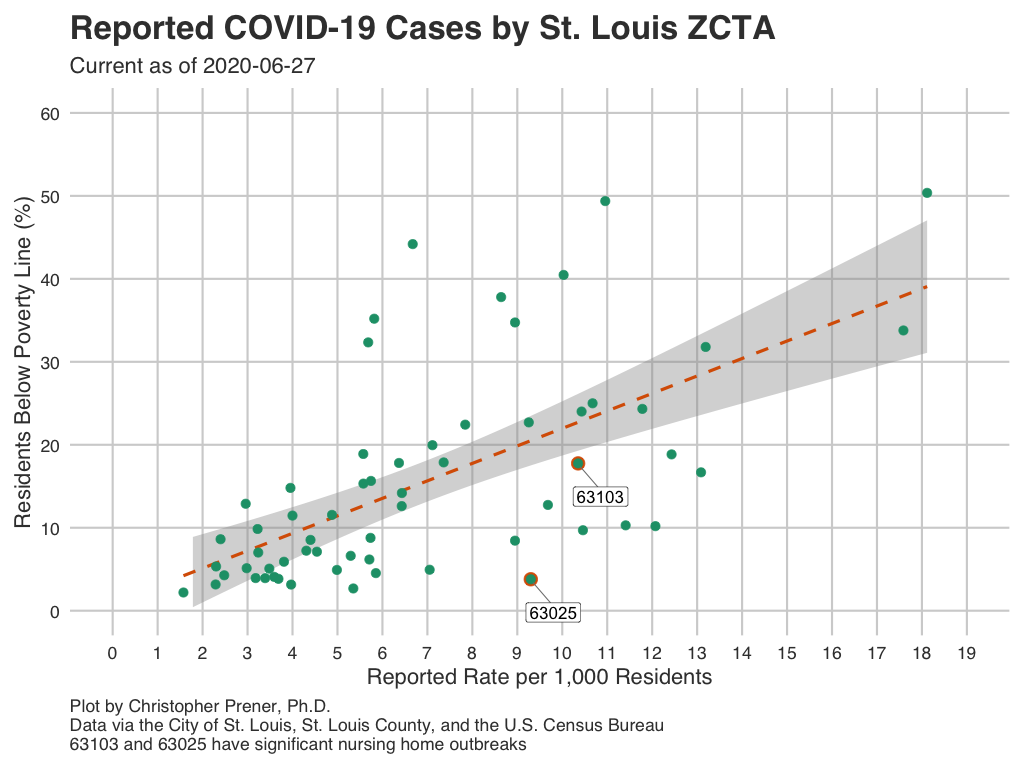 Reported COVID-19 Cases by St. Louis ZCTA
Current as of 2020-06-27
Residents Below Poverty Line (%)
60
50
40
30
20
10
0
63103
63025
0 1 2 3 4 5 6 7 8 9 10 11 12 13 14 15 16 17 18 19
Reported Rate per 1,000 Residents
Plot by Christopher Prener, Ph.D.
Data via the City of St. Louis, St. Louis County, and the U.S. Census Bureau
63103 and 63025 have significant nursing home outbreaks